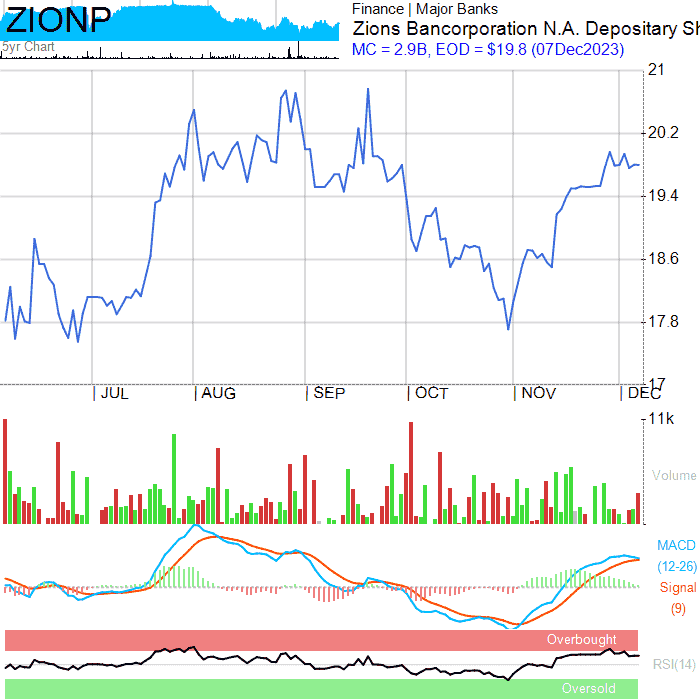 ZIONP
5yr Chart
Finance | Major Banks
Zions Bancorporation N.A. Depositary Sh
MC = 2.9B, EOD = $19.8 (07Dec2023)
21
20.2
19.4
18.6
17.8
17
JUL AUG SEP OCT NOV DEC
11k
Volume
MACD
(12-26)
Signal
(9)
Overbought
RSI(14)
Oversold